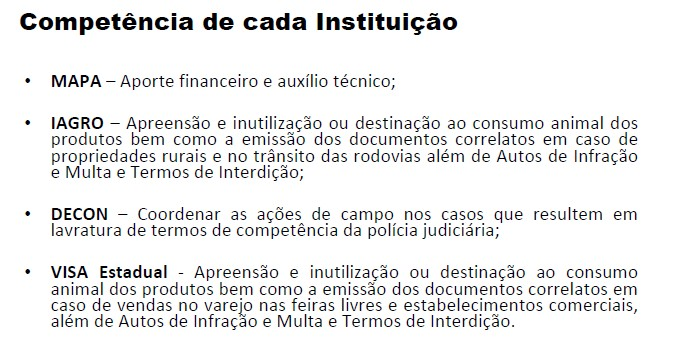 Competência de cada Instituição
• MAPA – Aporte financeiro e auxílio técnico;
• IAGRO – Apreensão e inutilização ou destinação ao consumo animal dos
produtos bem como a emissão dos documentos correlatos em caso de
propriedades rurais e no trânsito das rodovias além de Autos de Infração
e Multa e Termos de Interdição;
• DECON – Coordenar as ações de campo nos casos que resultem em
lavratura de termos de competência da polícia judiciária;
• VISA Estadual - Apreensão e inutilização ou destinação ao consumo
animal dos produtos bem como a emissão dos documentos correlatos em
caso de vendas no varejo nas feiras livres e estabelecimentos comerciais,
além de Autos de Infração e Multa e Termos de Interdição.